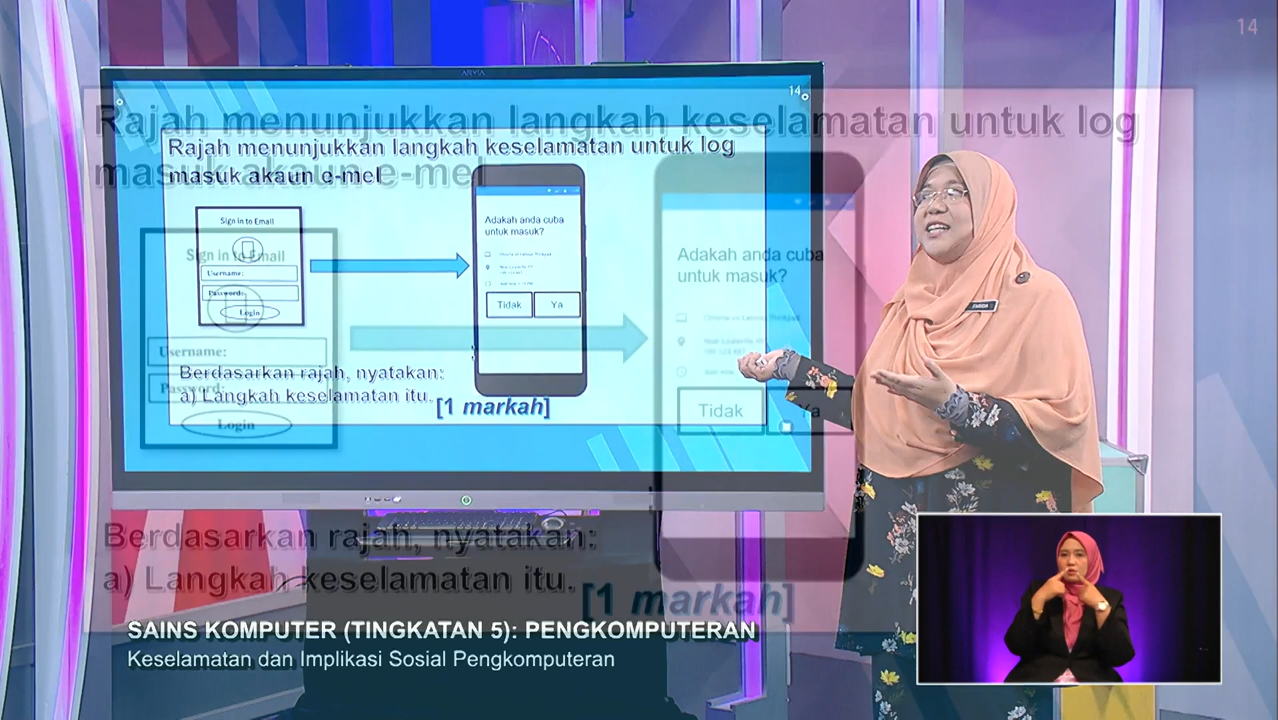 14
ARVIA
14
Rajah menunjukkan langkah keselamatan untuk log
masuk akaun e-mel
Rajah menunjukkan langkah keselamatan untuk log
masuk akaun e-mel
Sign in to Email
Username:
Password:
Login
Adakah anda cuba
untuk masuk?
Tidak
Ya
Berdasarkan rajah, nyatakan:
a) Langkah keselamatan itu.
[1 markah]
Sign in to Email
Username:
Password:
Login
Adakah anda cuba
untuk masuk?
Tidak
Ya
FARIDA
Berdasarkan rajah, nyatakan:
a) Langkah keselamatan itu.
[1 markah]
SAINS KOMPUTER (TINGKATAN 5): PENGKOMPUTERAN
Keselamatan dan Implikasi Sosial Pengkomputeran